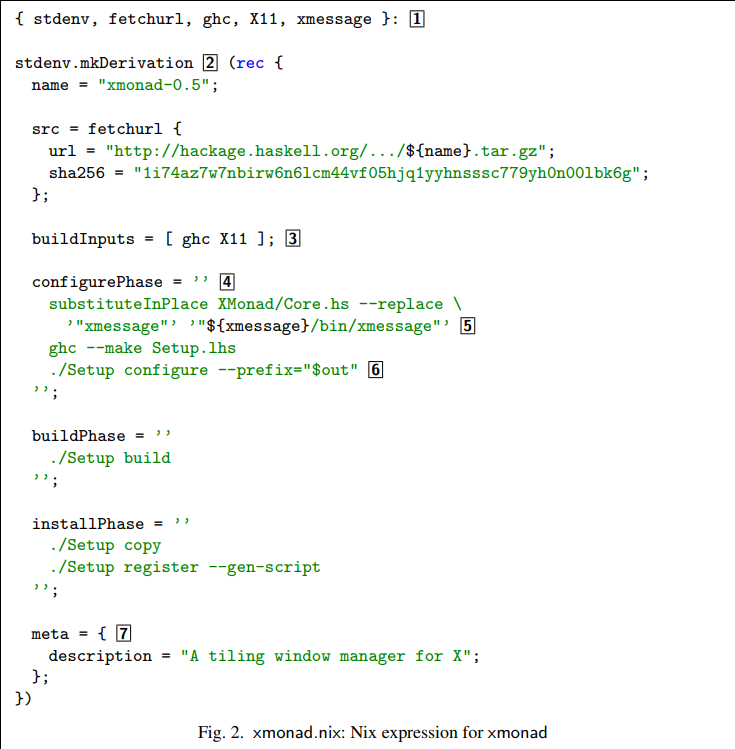 { stdenv, fetchurl, ghc, X11, xmessage }: 1
stdenv.mkDerivation 2 (rec {
name = "xmonad-0.5";
src = fetchurl {
url = "http://hackage.haskell.org/.../${name}.tar.gz";
sha256 = "1i74az7w7nbirw6n6lcm44vf05hjq1yyhnsssc779yh0n00lbk6g";
};
buildInputs = [ ghc X11 ]; 3
configurePhase = '' 4
substituteInPlace XMonad/Core.hs --replace \
'"xmessage"' '"${xmessage}/bin/xmessage"' 5
ghc --make Setup.lhs
./Setup configure --prefix="$out" 6
'';
buildPhase = ''
./Setup build
'';
installPhase = ''
./Setup copy
./Setup register --gen-script
'';
meta = { 7
description = "A tiling window manager for X";
};
})
Fig. 2. xmonad.nix: Nix expression for xmonad